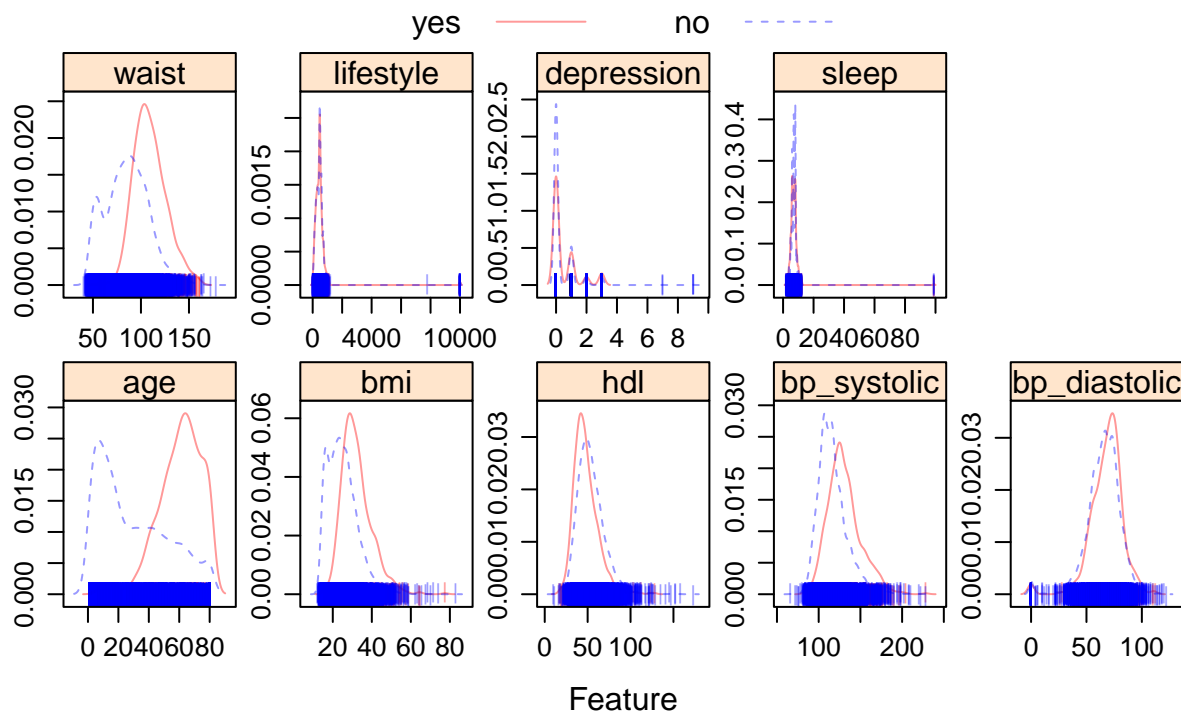 yes no
waist lifestyle depression sleep
0.000 0.010 0.020
0.0000 0.0015
0.00.51.01.52.02.5
0.0 0.1 0.2 0.3 0.4
50 100 150
0 4000 10000
0 2 4 6 8
0 20406080
age bmi hdl bp_systolic bp_diastolic
0.000 0.015 0.030
0.00 0.02 0.04 0.06
0.000.010.020.03
0.000 0.015 0.030
0.000.010.020.03
0 20406080
20 40 60 80
0 50 100
100 200
0 50 100
Feature